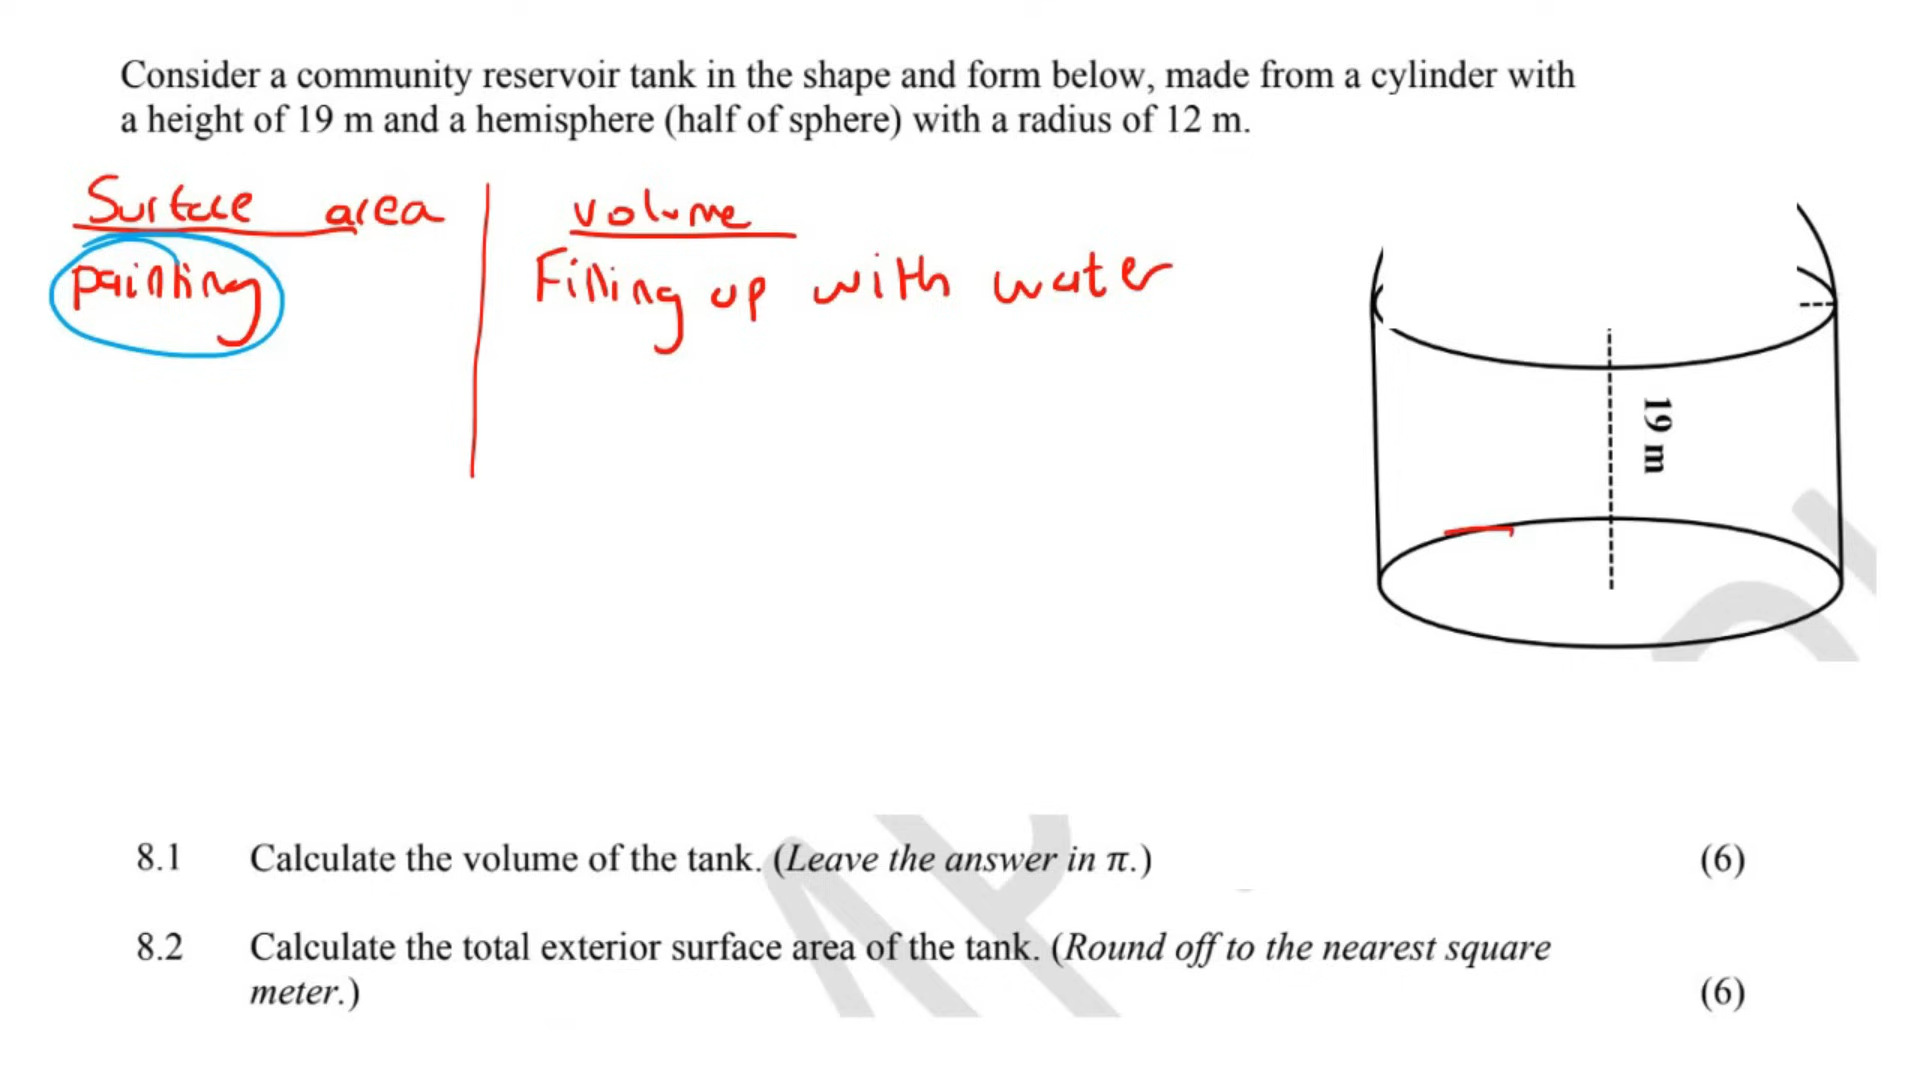 Consider a community reservoir tank in the shape and form below, made from a cylinder with
a height of 19 m and a hemisphere (half of sphere) with a radius of 12 m.
Surface area
volume
painting
Filling up with water
19 m
8.1 Calculate the volume of the tank. (Leave the answer in π.) (6)
8.2 Calculate the total exterior surface area of the tank. (Round off to the nearest square
meter.) (6)